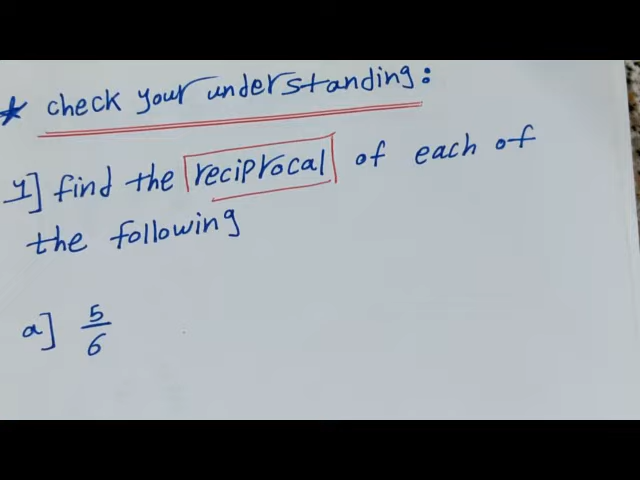 * check your understanding:
1] find the reciprocal of each of
the following
a] 5/6